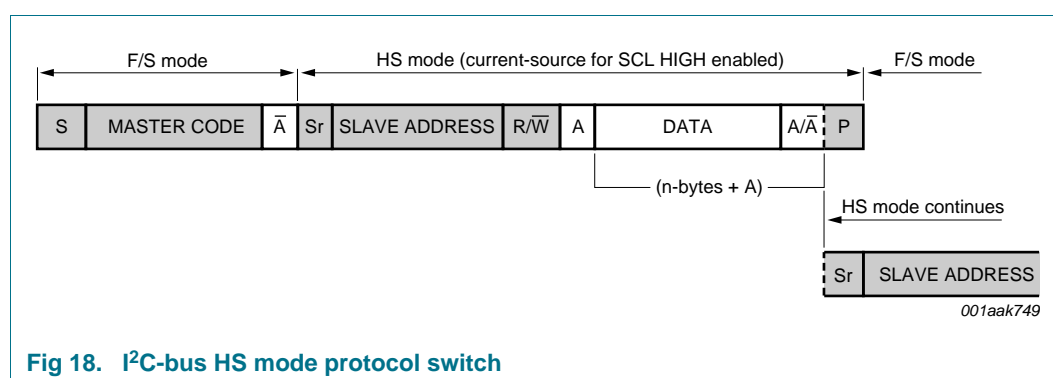 F/S mode HS mode (current-source for SCL HIGH enabled) F/S mode
S MASTER CODE A̅ Sr SLAVE ADDRESS R/W̅ A DATA A/A̅ P
(n-bytes + A)
HS mode continues
Sr SLAVE ADDRESS
001aak749
Fig 18. I²C-bus HS mode protocol switch